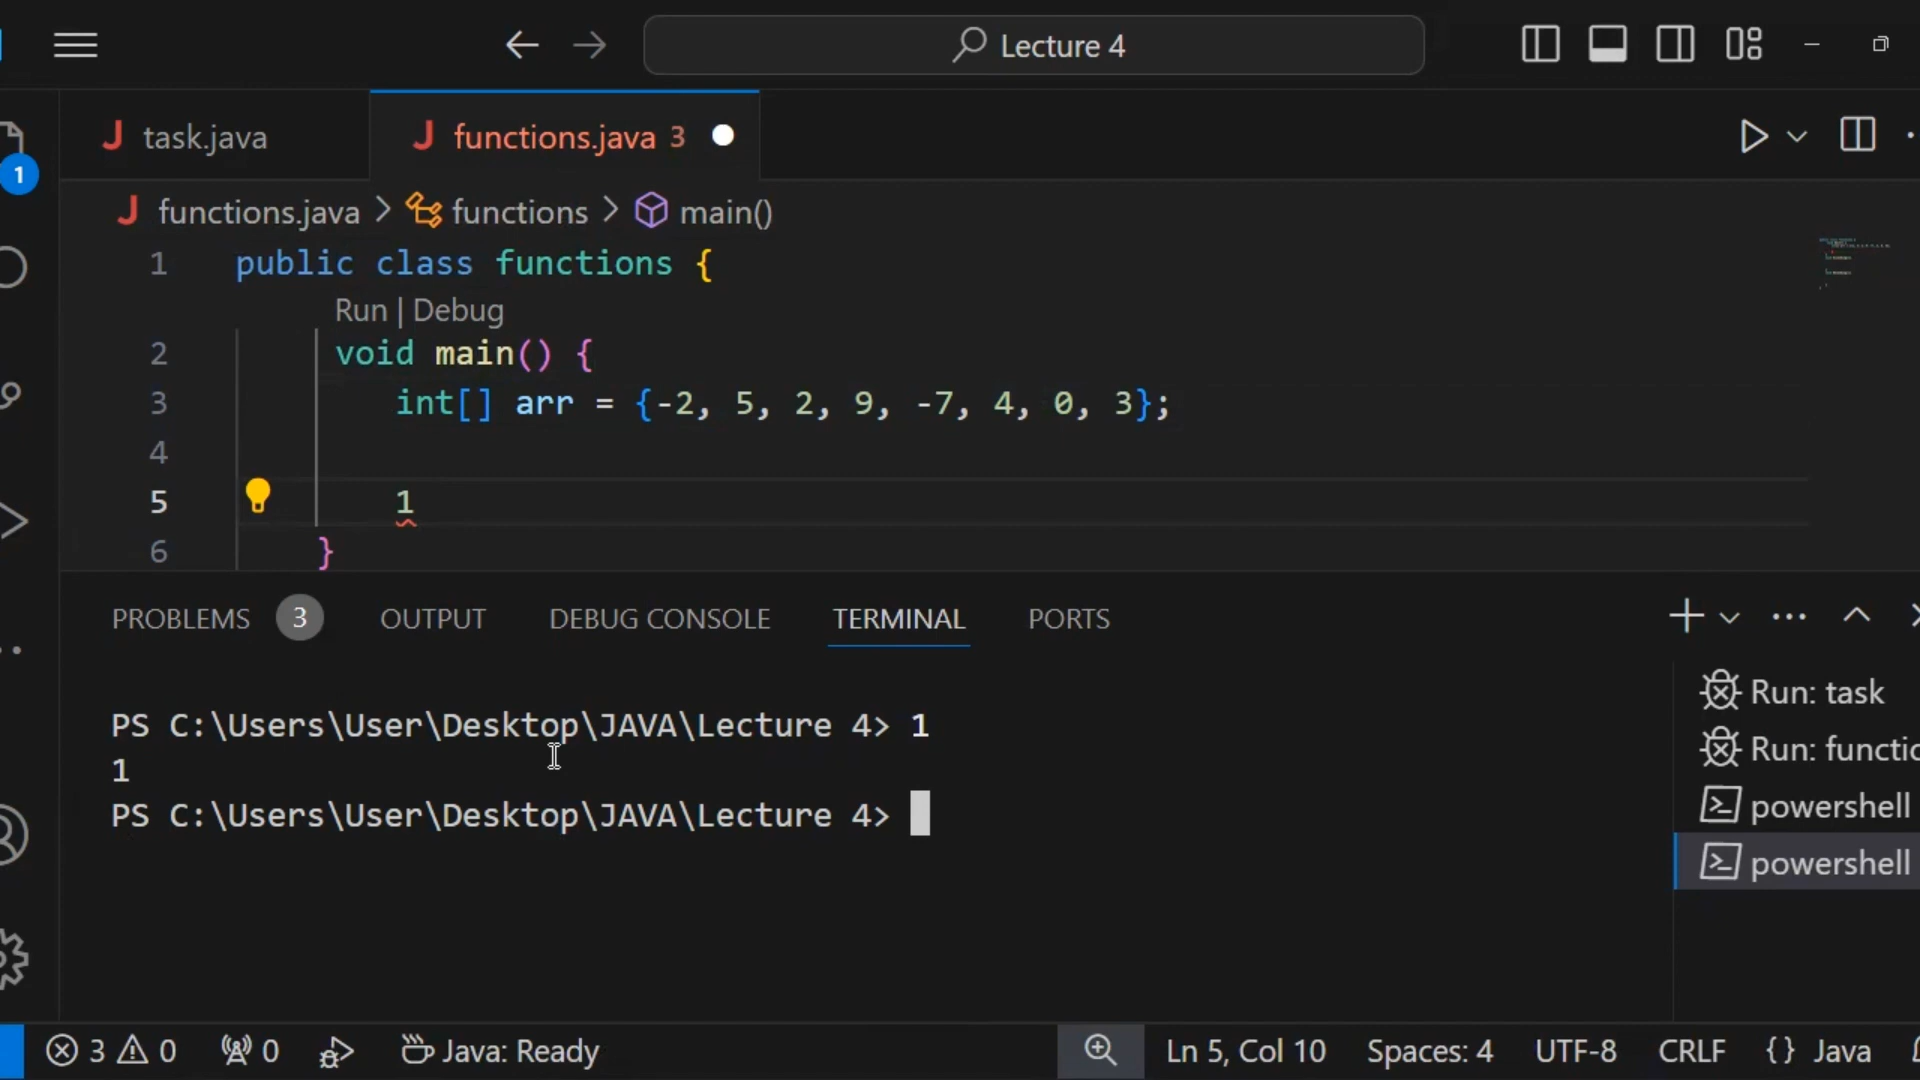 Lecture 4
task.java
functions.java 3
1
functions.java > functions > main()
1 public class functions {
Run | Debug
2 void main() {
3 int[] arr = {-2, 5, 2, 9, -7, 4, 0, 3};
4
5 1
6 }
PROBLEMS 3 OUTPUT DEBUG CONSOLE TERMINAL PORTS
PS C:\Users\User\Desktop\JAVA\Lecture 4> 1
1
PS C:\Users\User\Desktop\JAVA\Lecture 4>
Run: task
Run: functio
powershell
powershell
3 0 0 Java: Ready Ln 5, Col 10 Spaces: 4 UTF-8 CRLF {} Java